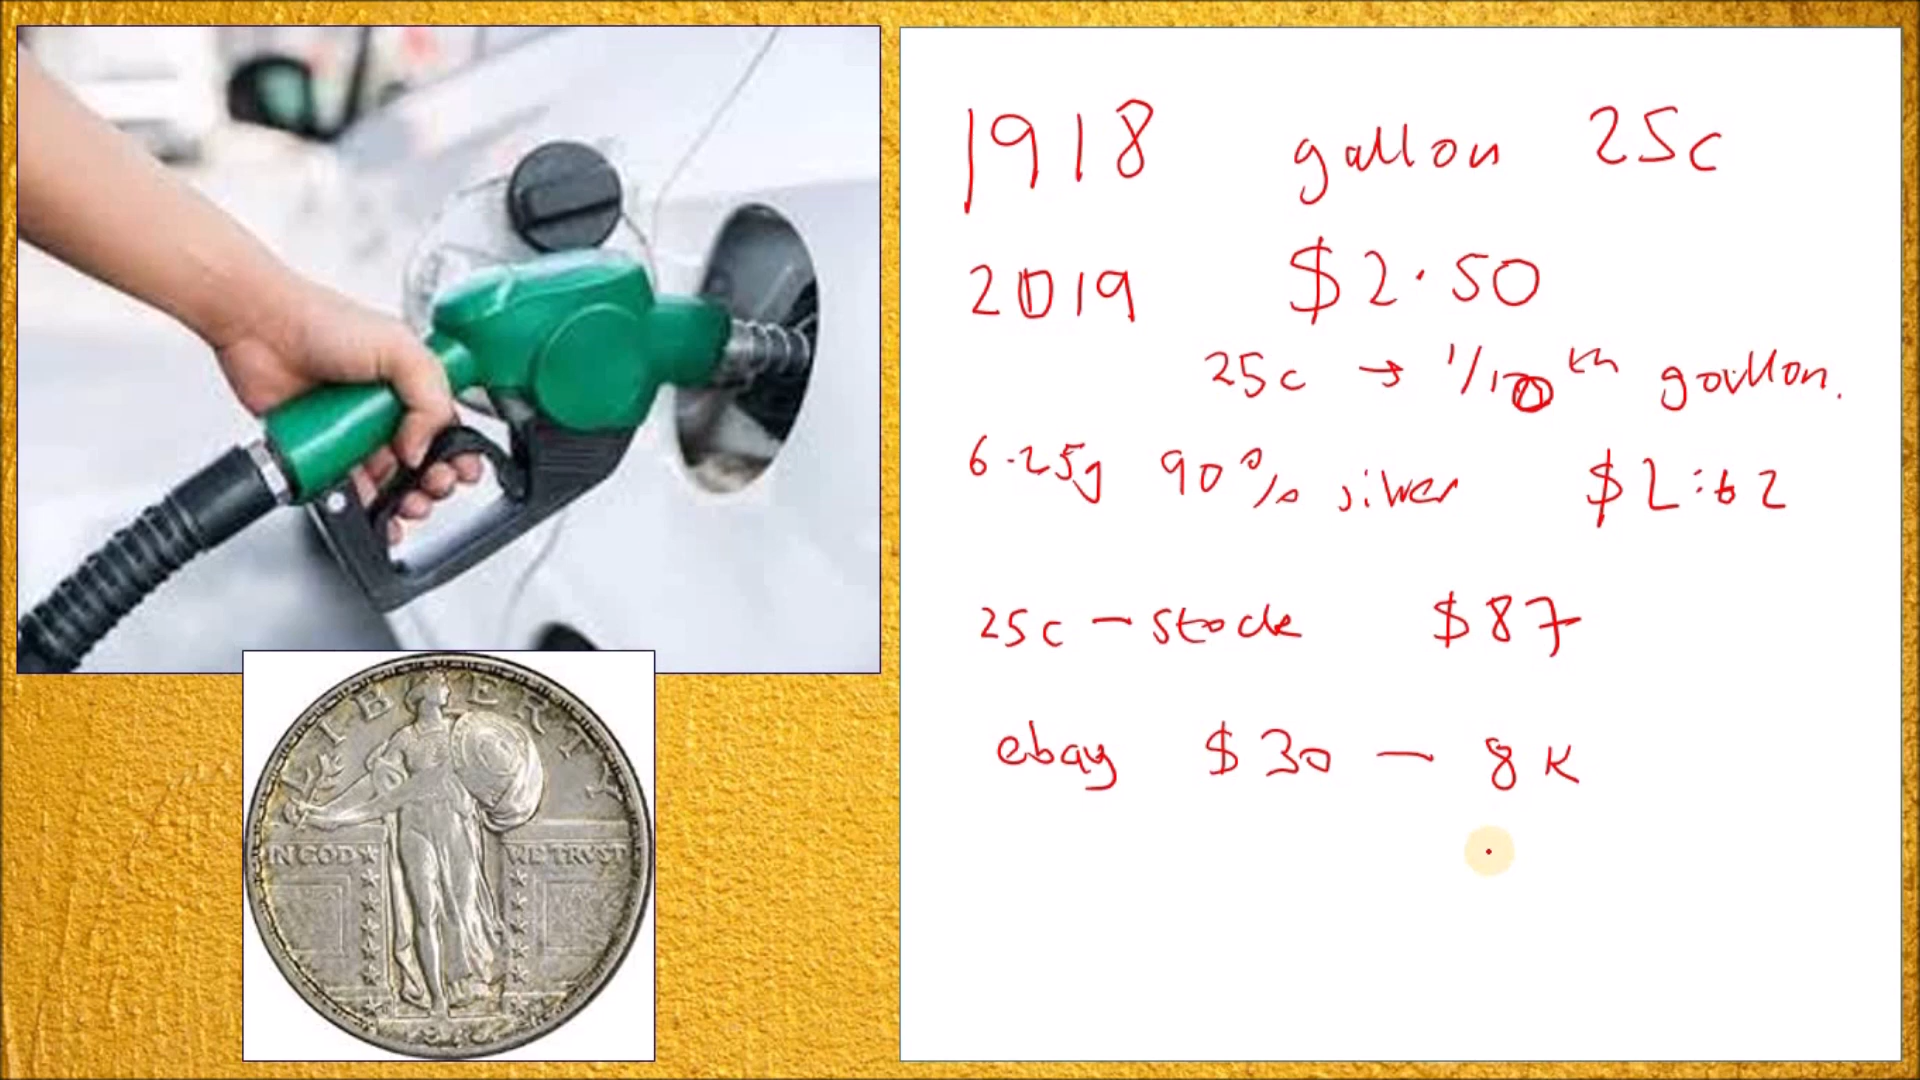 1918 gallon 25c
2019 $2.50
25c → 1/10th gallon.
6.25g 90% silver $2.62
25c – stock $87
ebay $30 – 8K
LIBERTY
IN GOD WE TRUST